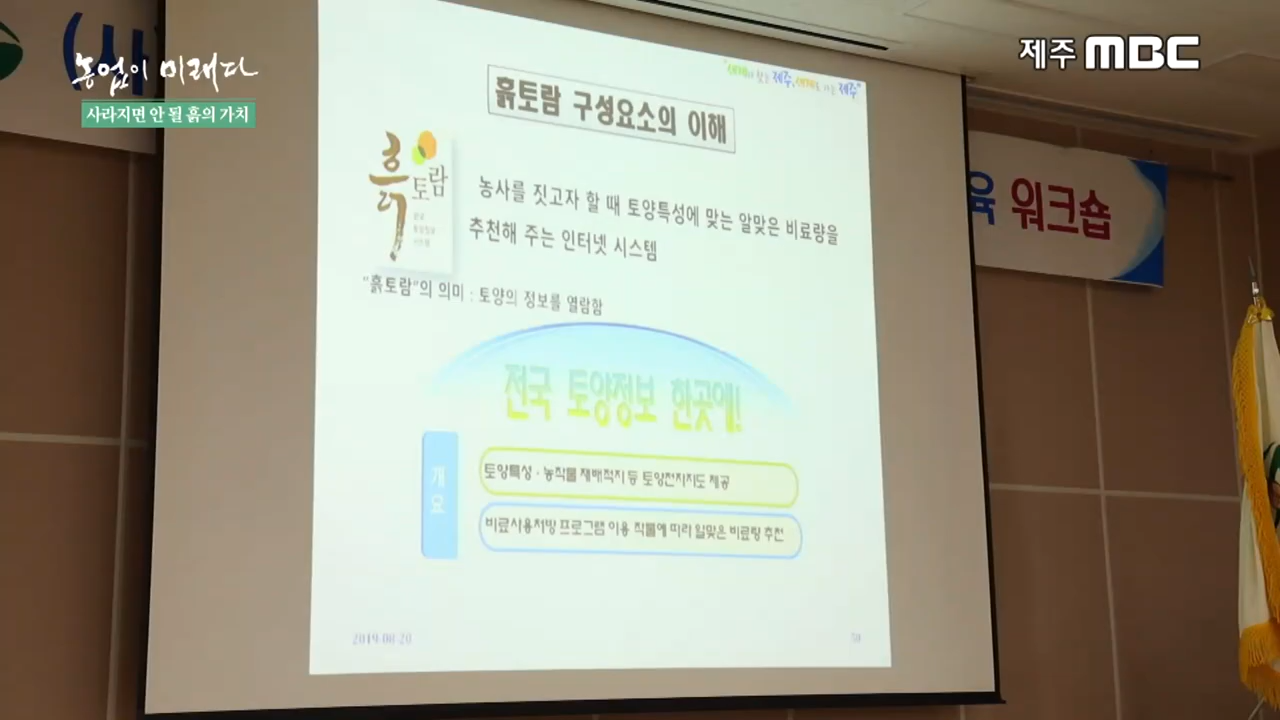 농업이 미래다
사라지면 안 될 흙의 가치
제주 MBC
(사
육 워크숍
흙토람 구성요소의 이해
흙토람
농사를 짓고자 할 때 토양특성에 맞는 알맞은 비료량을
추천해 주는 인터넷 시스템
"흙토람"의 의미 : 토양의 정보를 열람함
전국 토양정보 한곳에!
개요
토양특성·농작물 재배적지 등 토양전자지도 제공
비료사용처방 프로그램 이용 작물에 따라 알맞은 비료량 추천
2019-08-20
50